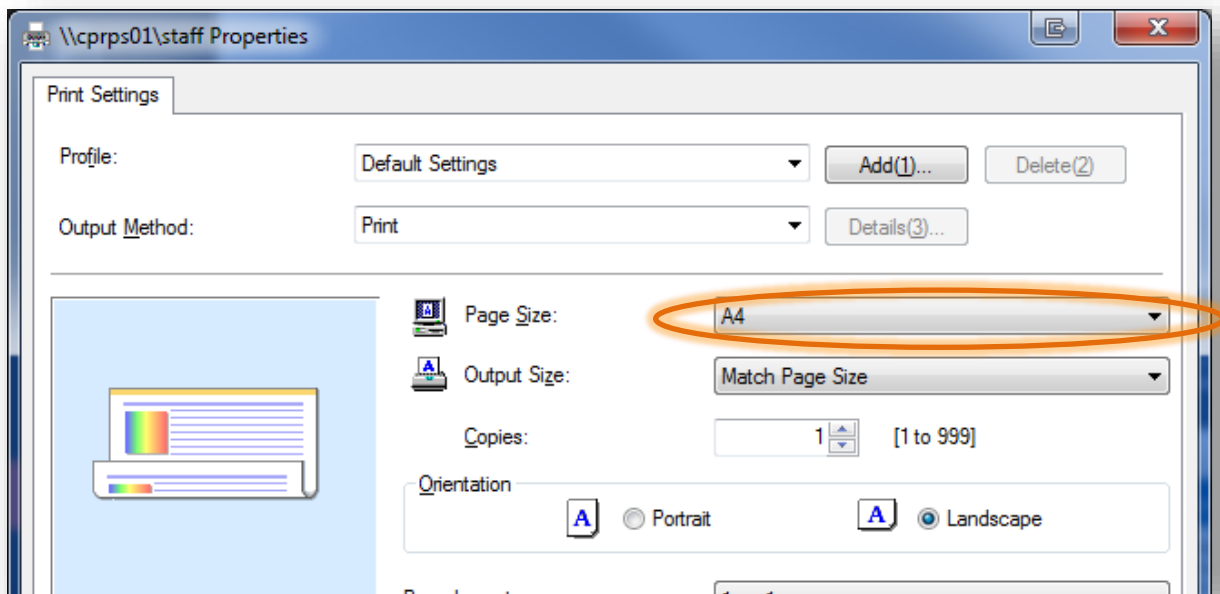 \\cprps01\staff Properties
Print Settings
Profile: Default Settings Add(1)... Delete(2)
Output Method: Print Details(3)...
Page Size: A4
Output Size: Match Page Size
Copies: 1 [1 to 999]
Orientation
A Portrait A Landscape